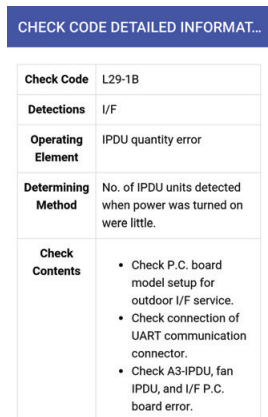 CHECK CODE DETAILED INFORMAT...
Check Code L29-1B
Detections I/F
Operating IPDU quantity error
Element
Determining No. of IPDU units detected
Method when power was turned on
were little.
Check
Contents
• Check P.C. board
model setup for
outdoor I/F service.
• Check connection of
UART communication
connector.
• Check A3-IPDU, fan
IPDU, and I/F P.C.
board error.